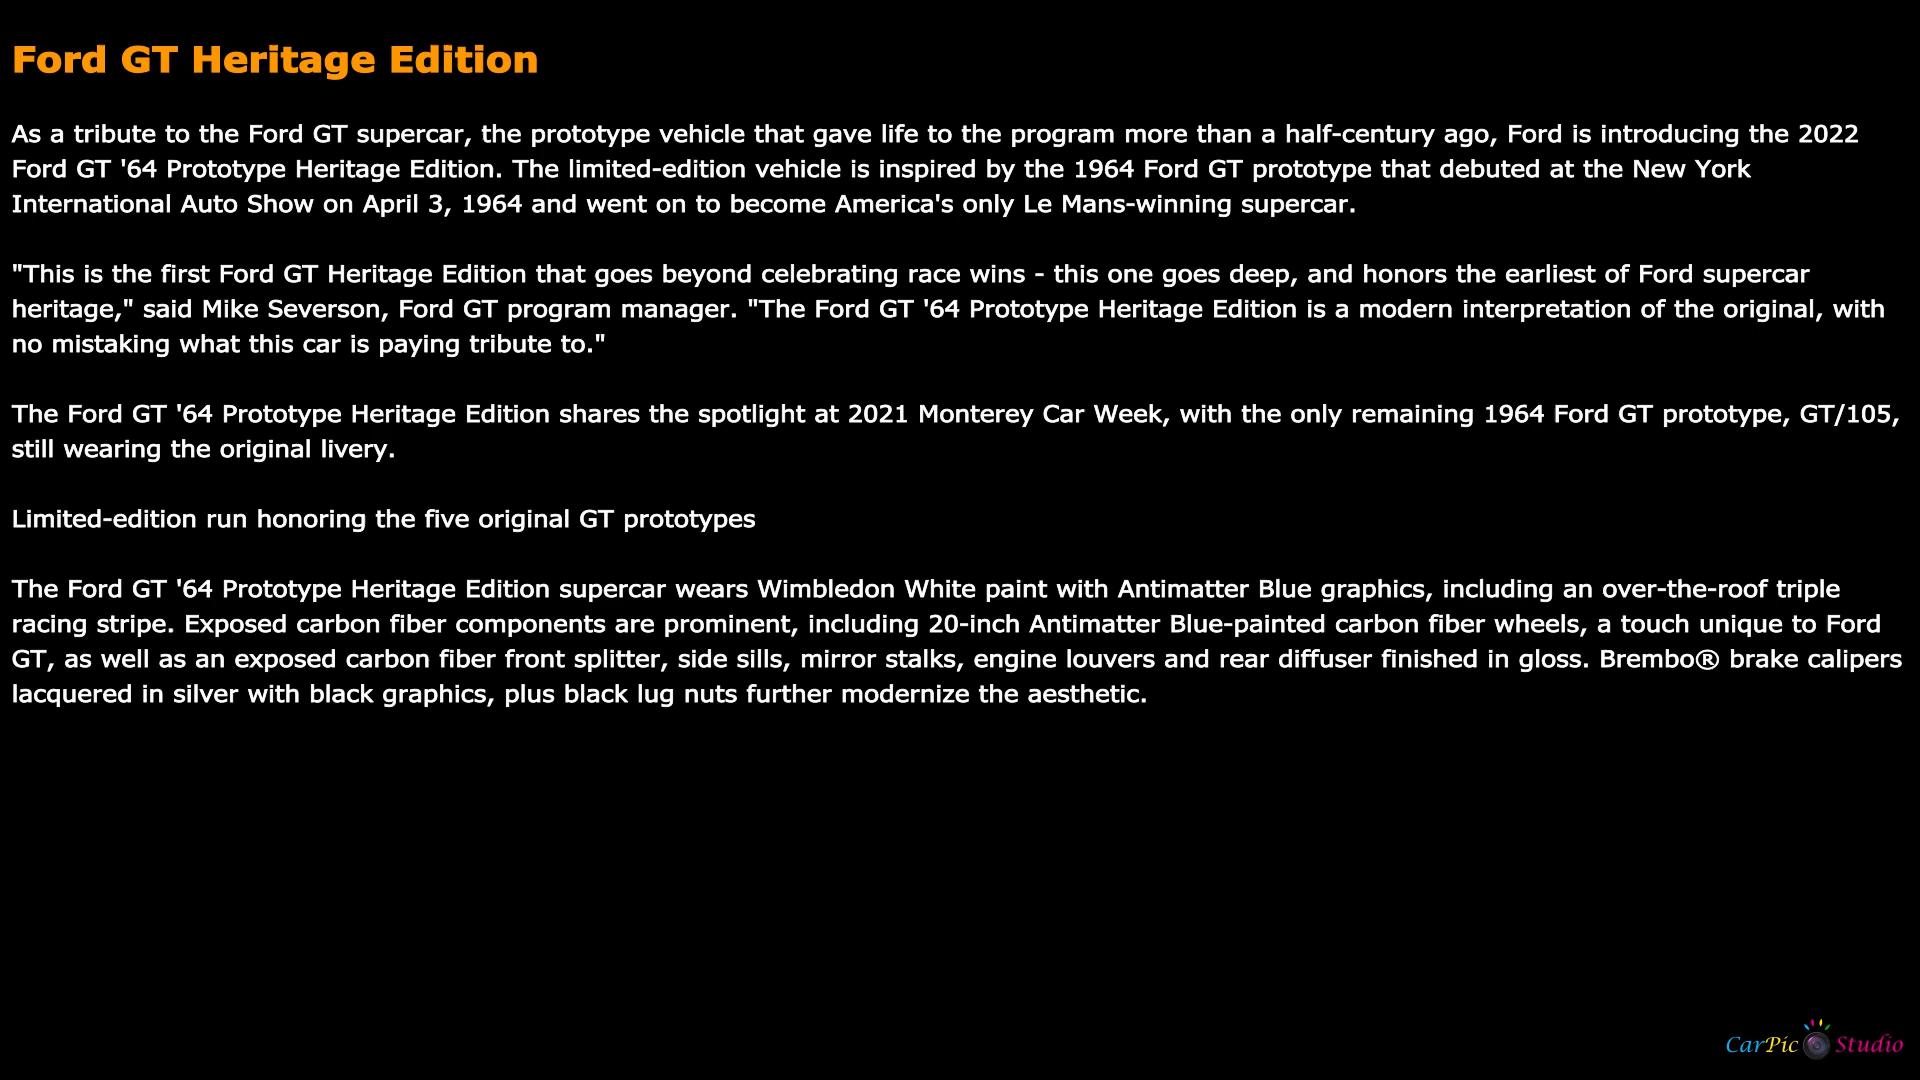 Ford GT Heritage Edition
As a tribute to the Ford GT supercar, the prototype vehicle that gave life to the program more than a half-century ago, Ford is introducing the 2022
Ford GT '64 Prototype Heritage Edition. The limited-edition vehicle is inspired by the 1964 Ford GT prototype that debuted at the New York
International Auto Show on April 3, 1964 and went on to become America's only Le Mans-winning supercar.
"This is the first Ford GT Heritage Edition that goes beyond celebrating race wins - this one goes deep, and honors the earliest of Ford supercar
heritage," said Mike Severson, Ford GT program manager. "The Ford GT '64 Prototype Heritage Edition is a modern interpretation of the original, with
no mistaking what this car is paying tribute to."
The Ford GT '64 Prototype Heritage Edition shares the spotlight at 2021 Monterey Car Week, with the only remaining 1964 Ford GT prototype, GT/105,
still wearing the original livery.
Limited-edition run honoring the five original GT prototypes
The Ford GT '64 Prototype Heritage Edition supercar wears Wimbledon White paint with Antimatter Blue graphics, including an over-the-roof triple
racing stripe. Exposed carbon fiber components are prominent, including 20-inch Antimatter Blue-painted carbon fiber wheels, a touch unique to Ford
GT, as well as an exposed carbon fiber front splitter, side sills, mirror stalks, engine louvers and rear diffuser finished in gloss. Brembo® brake calipers
lacquered in silver with black graphics, plus black lug nuts further modernize the aesthetic.
CarPic Studio